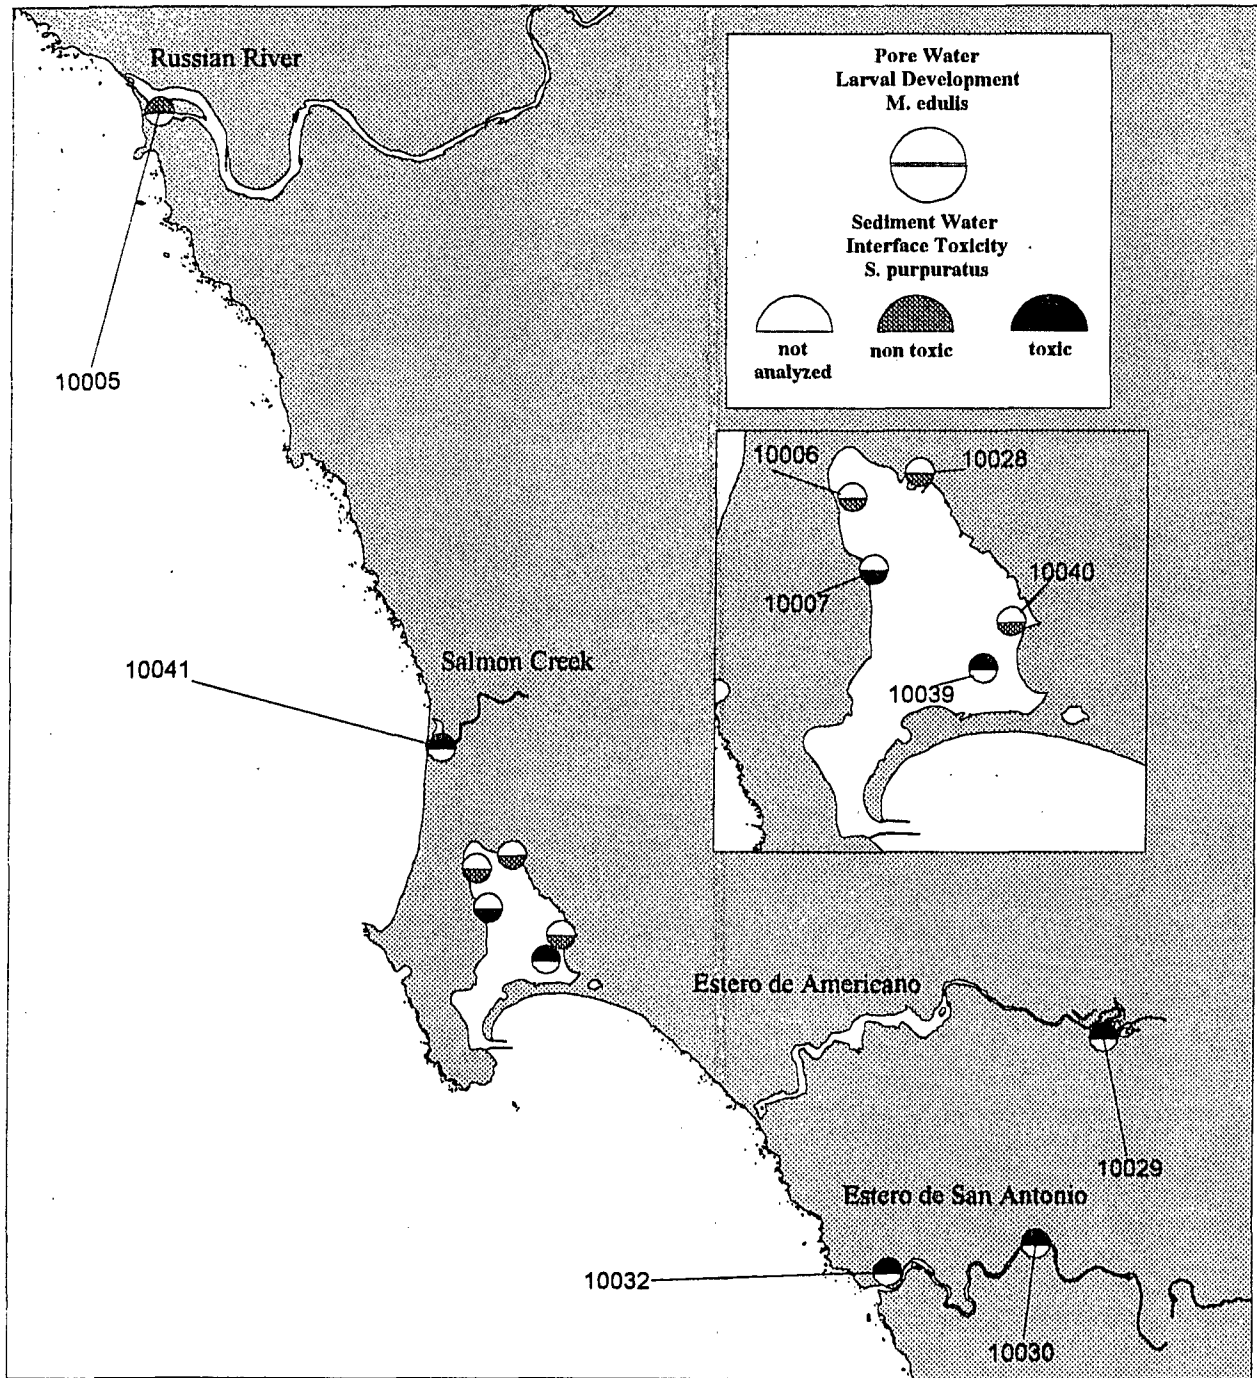 Russian River
Pore Water
Larval Development
M. edulis
Sediment Water
Interface Toxicity
S. purpuratus
not
analyzed
non toxic
toxic
10005
10006
10028
10007
10040
10039
10041
Salmon Creek
Estero de Americano
10029
Estero de San Antonio
10032
10030